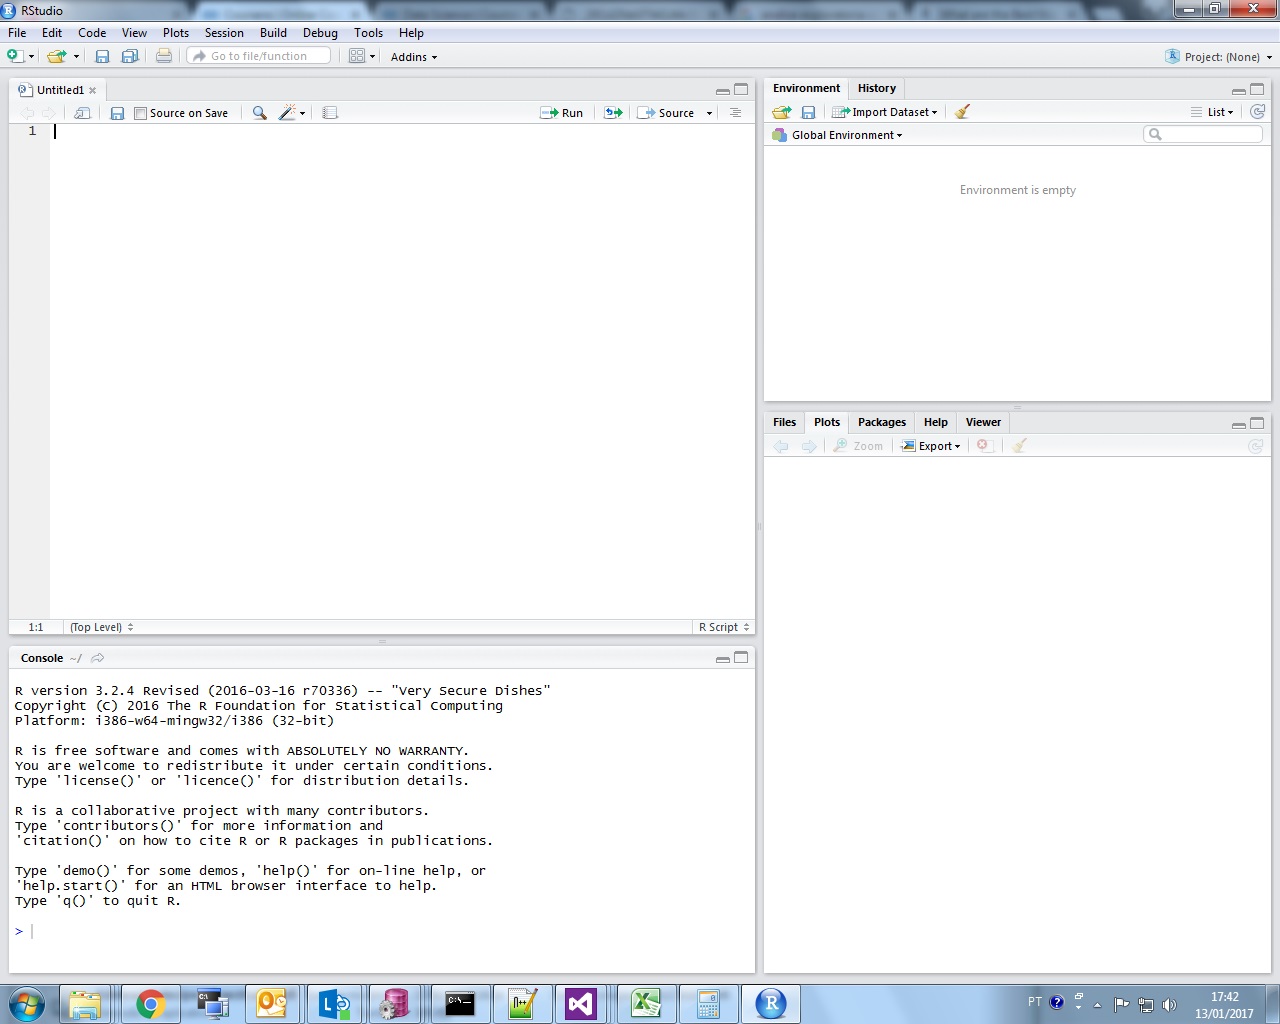 RStudio
File Edit Code View Plots Session Build Debug Tools Help
Go to file/function Addins Project: (None)
Untitled1
Source on Save Run Source
1
1:1 (Top Level) R Script
Console ~/
R version 3.2.4 Revised (2016-03-16 r70336) -- "Very Secure Dishes"
Copyright (C) 2016 The R Foundation for Statistical Computing
Platform: i386-w64-mingw32/i386 (32-bit)
R is free software and comes with ABSOLUTELY NO WARRANTY.
You are welcome to redistribute it under certain conditions.
Type 'license()' or 'licence()' for distribution details.
R is a collaborative project with many contributors.
Type 'contributors()' for more information and
'citation()' on how to cite R or R packages in publications.
Type 'demo()' for some demos, 'help()' for on-line help, or
'help.start()' for an HTML browser interface to help.
Type 'q()' to quit R.
>
Environment History
Import Dataset List
Global Environment
Environment is empty
Files Plots Packages Help Viewer
Zoom Export
PT
17:42
13/01/2017